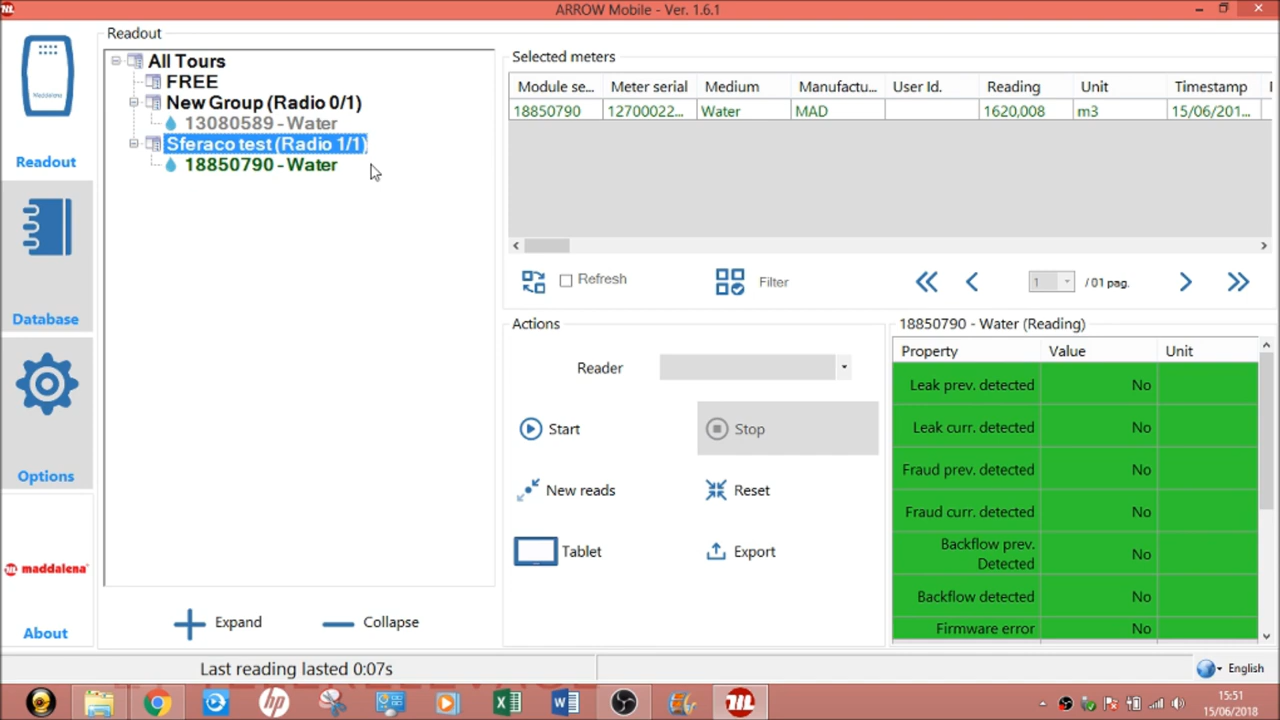 ARROW Mobile - Ver. 1.6.1
Readout
All Tours
FREE
New Group (Radio 0/1)
13080589 - Water
Sferaco test (Radio 1/1)
18850790 - Water
Expand
Collapse
Last reading lasted 0:07s
Maddalena
Readout
Database
Options
maddalena
About
Selected meters
Module se... Meter serial Medium Manufactu... User Id. Reading Unit Timestamp
18850790 12700022... Water MAD 1620,008 m3 15/06/201...
Refresh
Filter
1 / 01 pag.
Actions
Reader
Start
Stop
New reads
Reset
Tablet
Export
18850790 - Water (Reading)
Property Value Unit
Leak prev. detected No
Leak curr. detected No
Fraud prev. detected No
Fraud curr. detected No
Backflow prev. Detected No
Backflow detected No
Firmware error No
English
hp
15:51
15/06/2018